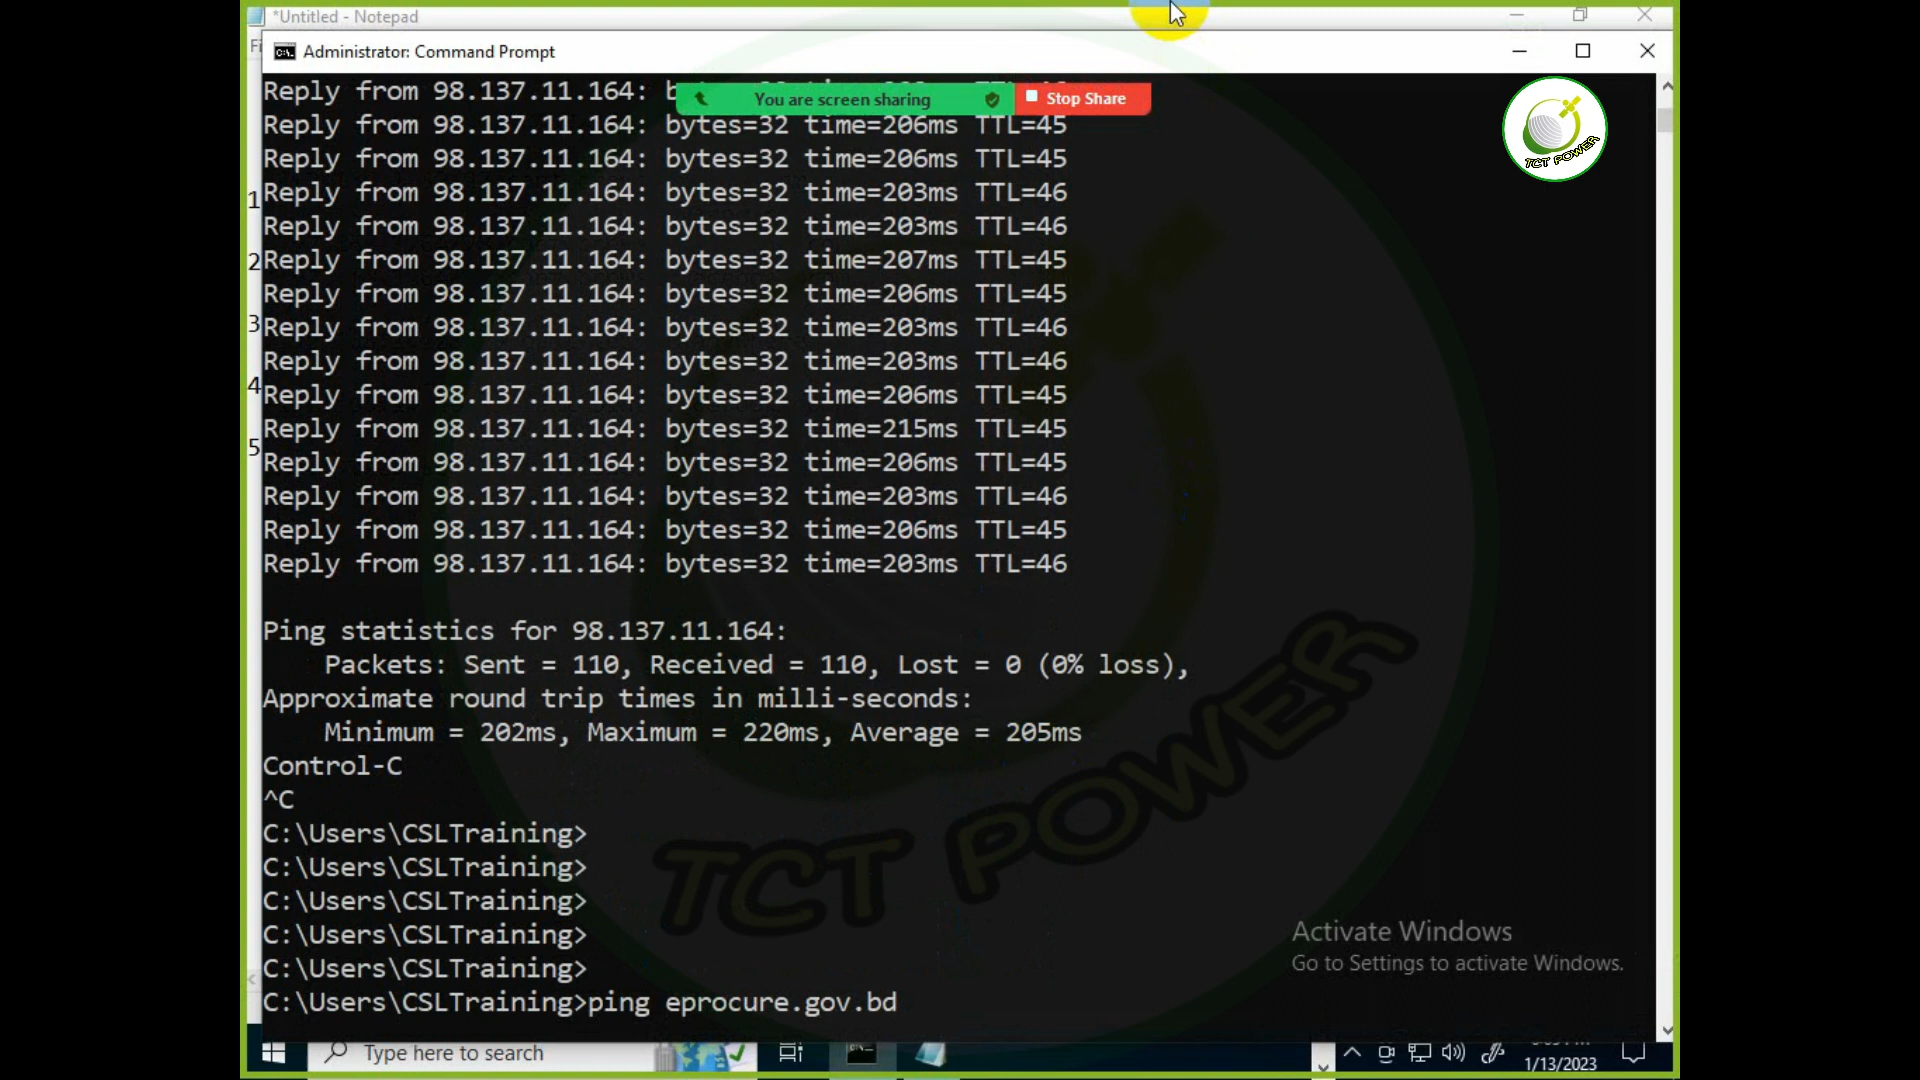 *Untitled - Notepad
Administrator: Command Prompt
Reply from 98.137.11.164:
You are screen sharing
Stop Share
Reply from 98.137.11.164: bytes=32 time=206ms TTL=45
Reply from 98.137.11.164: bytes=32 time=206ms TTL=45
1
Reply from 98.137.11.164: bytes=32 time=203ms TTL=46
Reply from 98.137.11.164: bytes=32 time=203ms TTL=46
2
Reply from 98.137.11.164: bytes=32 time=207ms TTL=45
Reply from 98.137.11.164: bytes=32 time=206ms TTL=45
3
Reply from 98.137.11.164: bytes=32 time=203ms TTL=46
Reply from 98.137.11.164: bytes=32 time=203ms TTL=46
4
Reply from 98.137.11.164: bytes=32 time=206ms TTL=45
Reply from 98.137.11.164: bytes=32 time=215ms TTL=45
5
Reply from 98.137.11.164: bytes=32 time=206ms TTL=45
Reply from 98.137.11.164: bytes=32 time=203ms TTL=46
Reply from 98.137.11.164: bytes=32 time=206ms TTL=45
Reply from 98.137.11.164: bytes=32 time=203ms TTL=46
Ping statistics for 98.137.11.164:
Packets: Sent = 110, Received = 110, Lost = 0 (0% loss),
Approximate round trip times in milli-seconds:
Minimum = 202ms, Maximum = 220ms, Average = 205ms
Control-C
^C
C:\Users\CSLTraining>
C:\Users\CSLTraining>
C:\Users\CSLTraining>
C:\Users\CSLTraining>
C:\Users\CSLTraining>
C:\Users\CSLTraining>ping eprocure.gov.bd
TCT POWER
TCT POWER
Activate Windows
Go to Settings to activate Windows.
Type here to search
1/13/2023